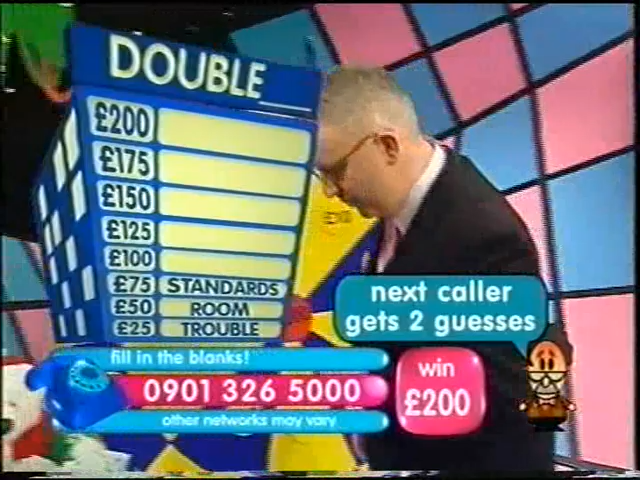 DOUBLE____
£200
£175
£150
£125
£100
£75 STANDARDS
£50 ROOM
£25 TROUBLE
next caller
gets 2 guesses
fill in the blanks!
0901 326 5000
other networks may vary
win
£200